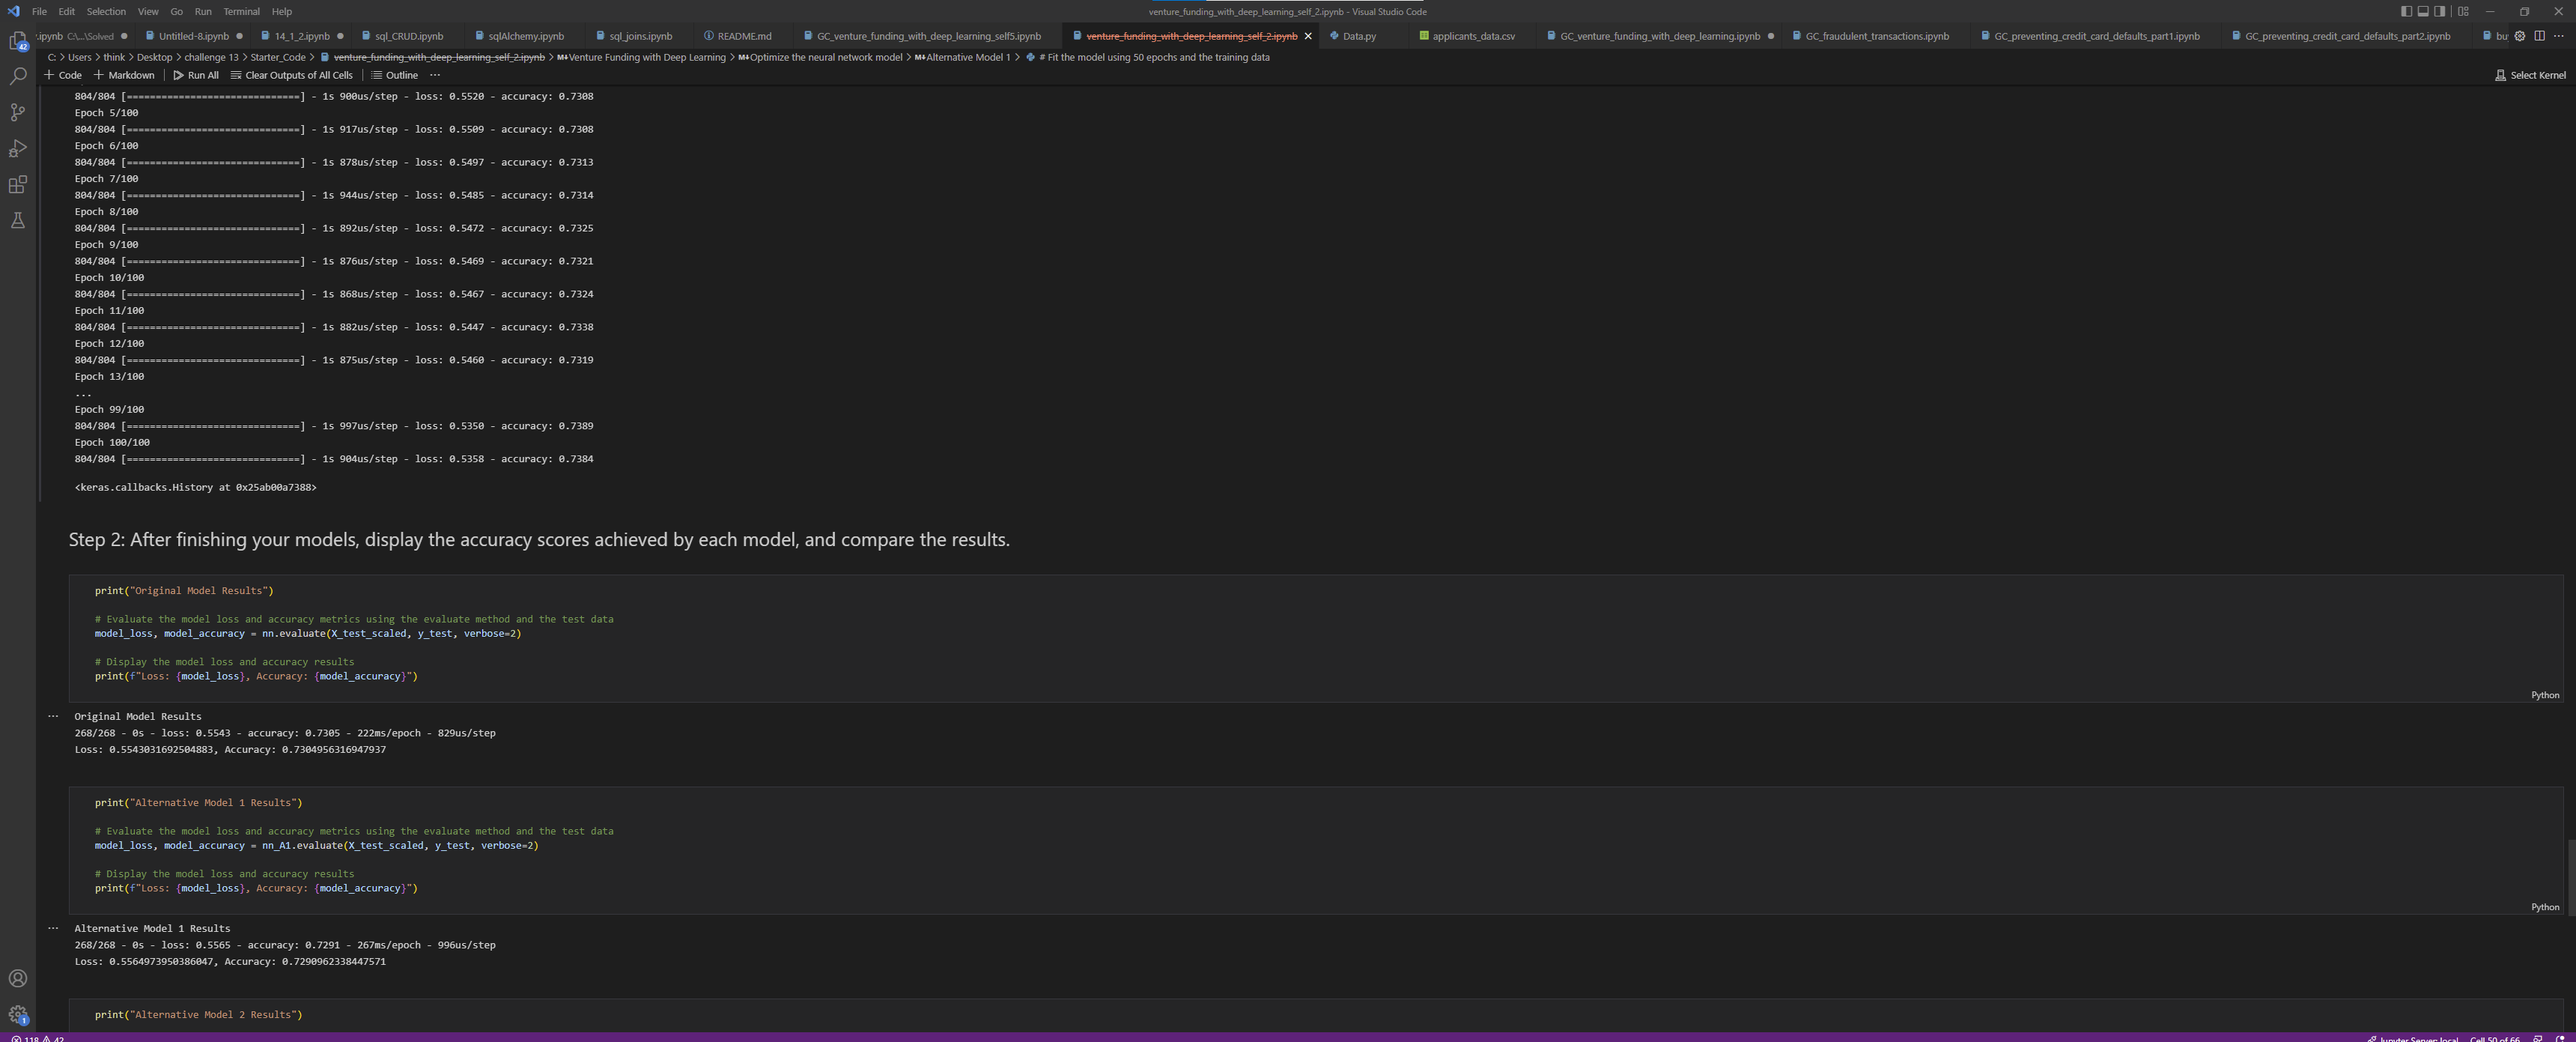 File Edit Selection View Go Run Terminal Help
venture_funding_with_deep_learning_self_2.ipynb - Visual Studio Code
.ipynb C:\...\Solved Untitled-8.ipynb 14_1_2.ipynb sql_CRUD.ipynb sqlAlchemy.ipynb sql_joins.ipynb README.md GC_venture_funding_with_deep_learning_self5.ipynb venture_funding_with_deep_learning_self_2.ipynb Data.py applicants_data.csv GC_venture_funding_with_deep_learning.ipynb GC_fraudulent_transactions.ipynb GC_preventing_credit_card_defaults_part1.ipynb GC_preventing_credit_card_defaults_part2.ipynb bu
42
C: > Users > think > Desktop > challenge 13 > Starter_Code > venture_funding_with_deep_learning_self_2.ipynb > M↓Venture Funding with Deep Learning > M↓Optimize the neural network model > M↓Alternative Model 1 > # Fit the model using 50 epochs and the training data
+ Code + Markdown Run All Clear Outputs of All Cells Outline ...
Select Kernel
804/804 [==============================] - 1s 900us/step - loss: 0.5520 - accuracy: 0.7308
Epoch 5/100
804/804 [==============================] - 1s 917us/step - loss: 0.5509 - accuracy: 0.7308
Epoch 6/100
804/804 [==============================] - 1s 878us/step - loss: 0.5497 - accuracy: 0.7313
Epoch 7/100
804/804 [==============================] - 1s 944us/step - loss: 0.5485 - accuracy: 0.7314
Epoch 8/100
804/804 [==============================] - 1s 892us/step - loss: 0.5472 - accuracy: 0.7325
Epoch 9/100
804/804 [==============================] - 1s 876us/step - loss: 0.5469 - accuracy: 0.7321
Epoch 10/100
804/804 [==============================] - 1s 868us/step - loss: 0.5467 - accuracy: 0.7324
Epoch 11/100
804/804 [==============================] - 1s 882us/step - loss: 0.5447 - accuracy: 0.7338
Epoch 12/100
804/804 [==============================] - 1s 875us/step - loss: 0.5460 - accuracy: 0.7319
Epoch 13/100
...
Epoch 99/100
804/804 [==============================] - 1s 997us/step - loss: 0.5350 - accuracy: 0.7389
Epoch 100/100
804/804 [==============================] - 1s 904us/step - loss: 0.5358 - accuracy: 0.7384
<keras.callbacks.History at 0x25ab00a7388>
Step 2: After finishing your models, display the accuracy scores achieved by each model, and compare the results.
print("Original Model Results")
# Evaluate the model loss and accuracy metrics using the evaluate method and the test data
model_loss, model_accuracy = nn.evaluate(X_test_scaled, y_test, verbose=2)
# Display the model loss and accuracy results
print(f"Loss: {model_loss}, Accuracy: {model_accuracy}")
Python
... Original Model Results
268/268 - 0s - loss: 0.5543 - accuracy: 0.7305 - 222ms/epoch - 829us/step
Loss: 0.5543031692504883, Accuracy: 0.7304956316947937
print("Alternative Model 1 Results")
# Evaluate the model loss and accuracy metrics using the evaluate method and the test data
model_loss, model_accuracy = nn_A1.evaluate(X_test_scaled, y_test, verbose=2)
# Display the model loss and accuracy results
print(f"Loss: {model_loss}, Accuracy: {model_accuracy}")
Python
... Alternative Model 1 Results
268/268 - 0s - loss: 0.5565 - accuracy: 0.7291 - 267ms/epoch - 996us/step
Loss: 0.5564973950386047, Accuracy: 0.7290962338447571
print("Alternative Model 2 Results")
1
118 42
Jupyter Server: local Cell 50 of 66